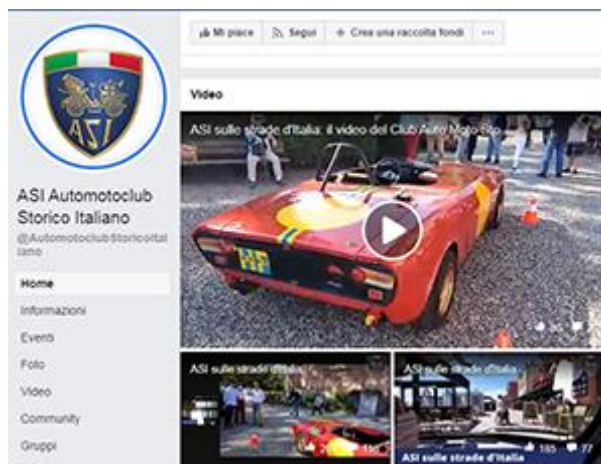 Mi piace
Segui
+ Crea una raccolta fondi
Video
ASI sulle strade d'Italia: il video del Club Auto Moto Sto...
ASI
ASI Automotoclub
Storico Italiano
@AutomotoclubStoricoItal
iano
Home
Informazioni
Eventi
Foto
Video
Community
Gruppi
ASI sulle strade d'Italia
ASI sulle strade d'Italia
185
77
ASI sulle strade d'Italia